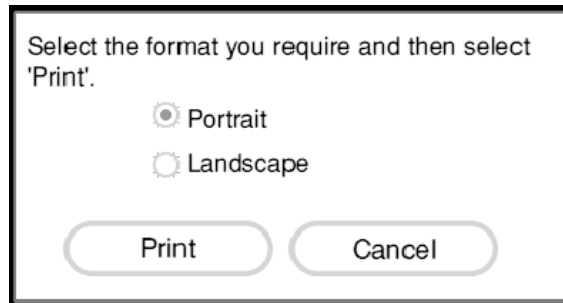 Select the format you require and then select
'Print'.
Portrait
Landscape
Print Cancel